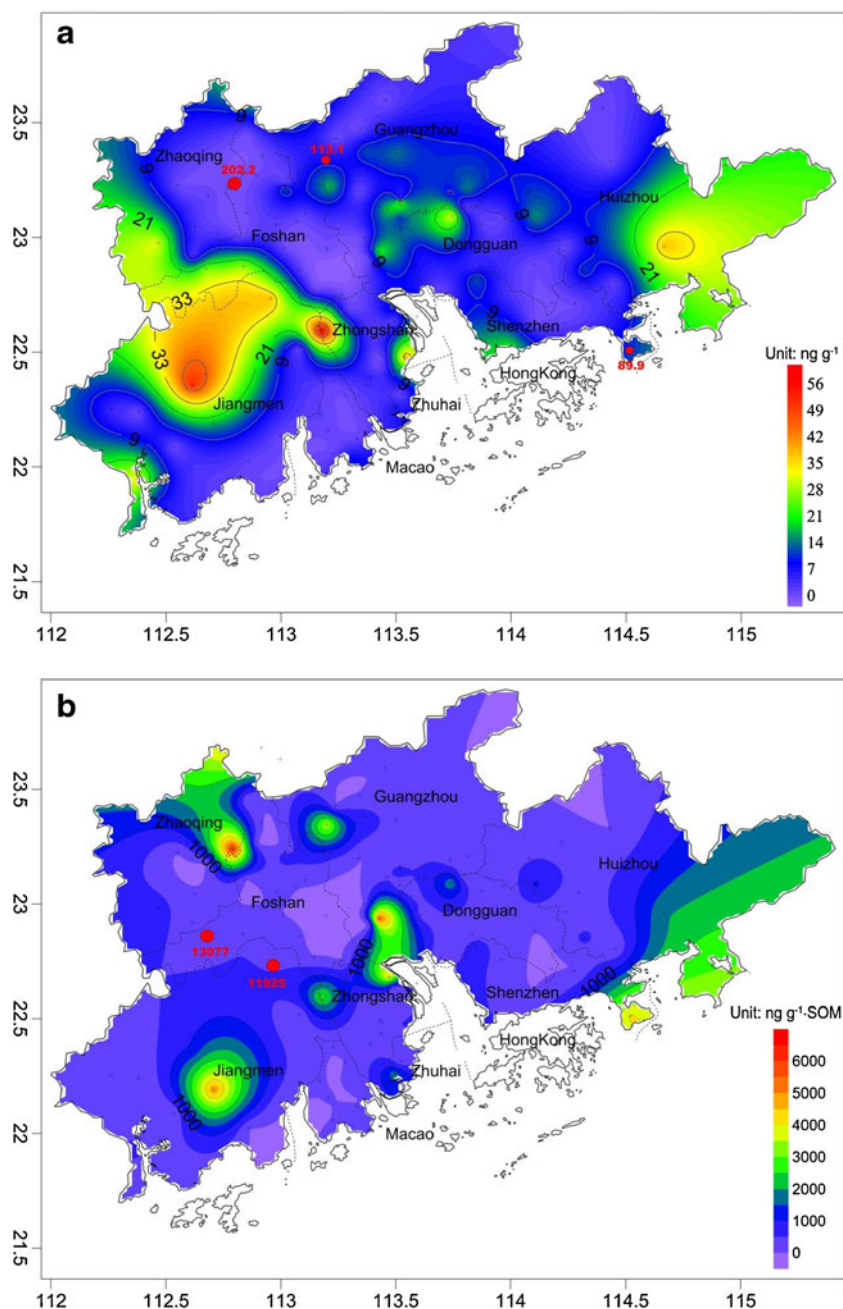 a
23.5
23
22.5
22
21.5
9
Guangzhou
113.1
Zhaoqing
202.2
9
Huizhou
21
9
Foshan
Dongguan
9
9
21
33
9
Zhongshan
Shenzhen
33
21
9
89.9
HongKong
Jiangmen
9
Zhuhai
9
Macao
Unit: ng g-1
56
49
42
35
28
21
14
7
0
112
112.5
113
113.5
114
114.5
115
b
23.5
23
22.5
22
21.5
Guangzhou
Zhaoqing
1000
Huizhou
Foshan
Dongguan
13077
1000
11925
1000
Zhongshan
Shenzhen
HongKong
Jiangmen
Zhuhai
1000
Macao
Unit: ng g-1-SOM
6000
5000
4000
3000
2000
1000
0
112
112.5
113
113.5
114
114.5
115